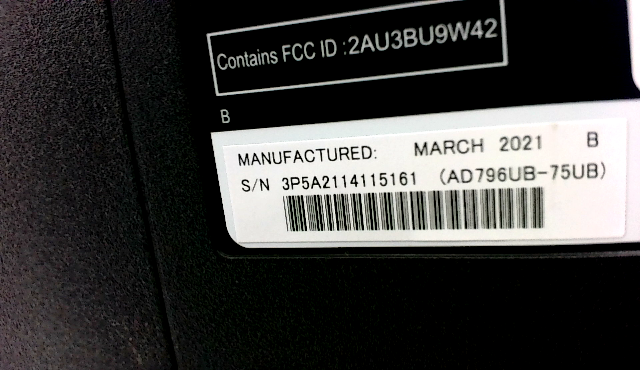 Contains FCC ID :2AU3BU9W42
B
MANUFACTURED: MARCH 2021 B
S/N 3P5A2114115161 (AD796UB-75UB)